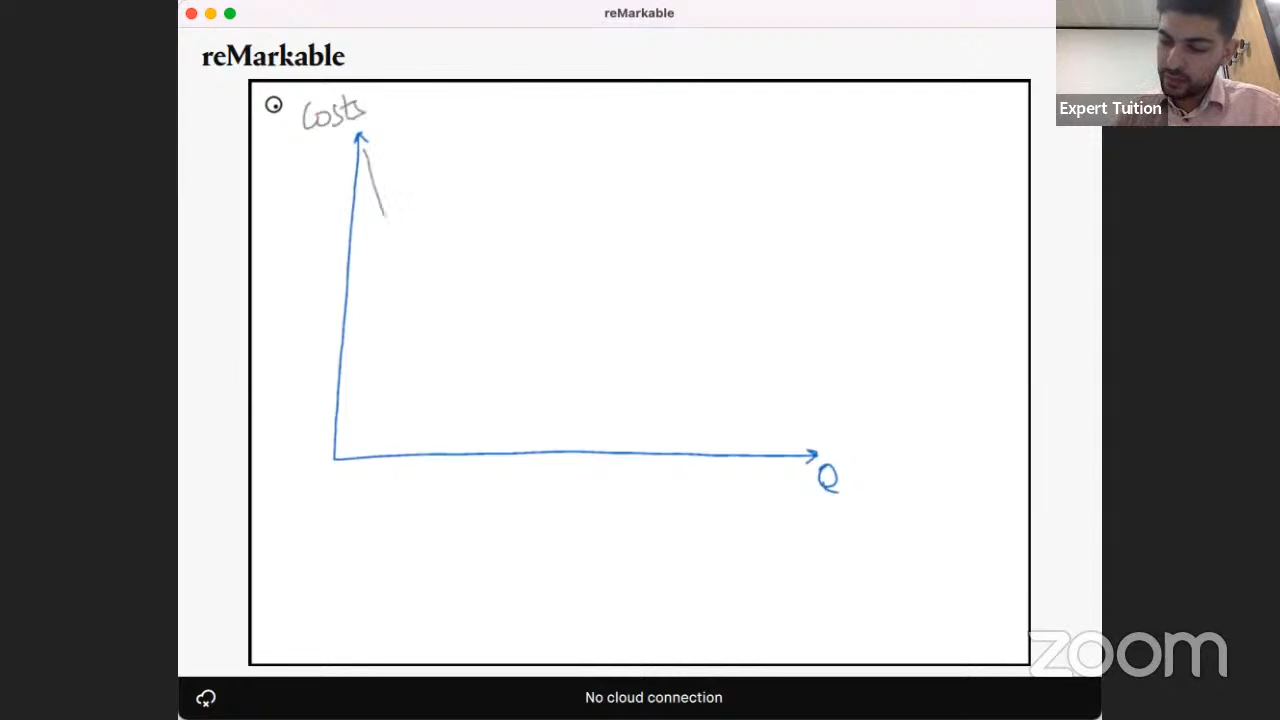 reMarkable
reMarkable
Expert Tuition
Costs
Q
zoom
No cloud connection